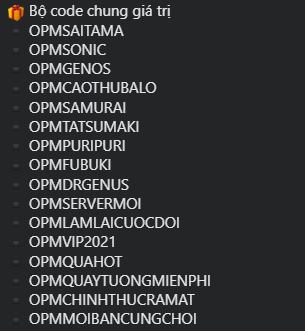 🎁 Bộ code chung giá trị
▪ OPMSAITAMA
▪ OPMSONIC
▪ OPMGENOS
▪ OPMCAOTHUBALO
▪ OPMSAMURAI
▪ OPMTATSUMAKI
▪ OPMPURIPURI
▪ OPMFUBUKI
▪ OPMDRGENUS
▪ OPMSERVERMOI
▪ OPMLAMLAICUOCDOI
▪ OPMVIP2021
▪ OPMQUAHOT
▪ OPMQUAYTUONGMIENPHI
▪ OPMCHINHTHUCRAMAT
▪ OPMMOIBANCUNGCHOI